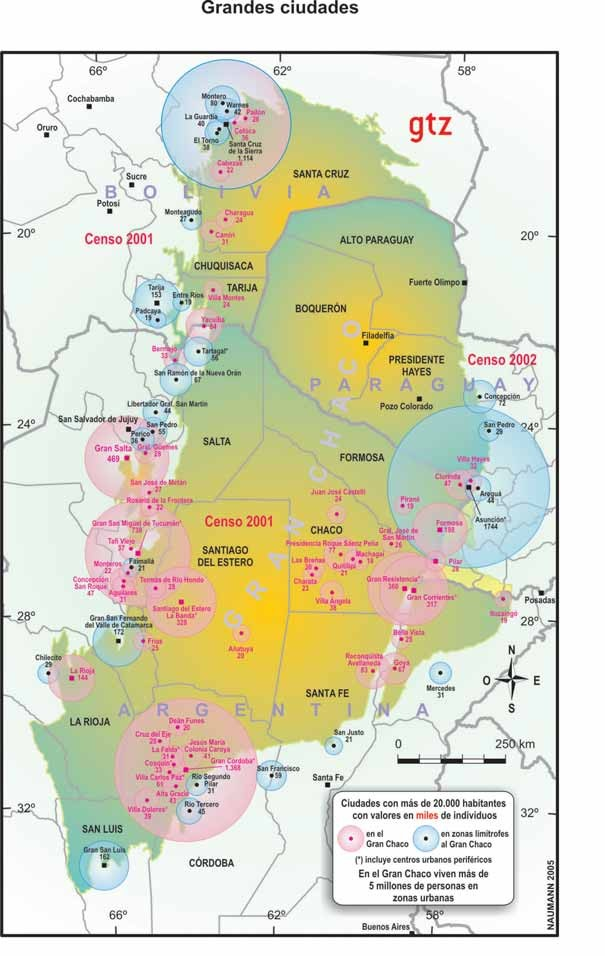 Grandes ciudades
66°
62°
58°
Cochabamba
Oruro
Sucre
Potosí
Montero
80
Warnes
42
La Guardia
40
Pailón
28
Cotoca
36
El Torno
38
Santa Cruz
de la Sierra
1.114
Cabezas
22
gtz
SANTA CRUZ
BOLIVIA
Monteagudo
27
Charagua
24
Camiri
31
20°
20°
Censo 2001
ALTO PARAGUAY
CHUQUISACA
TARIJA
Fuerte Olimpo
Tarija
153
Entre Ríos
19
Villa Montes
24
Padcaya
19
BOQUERÓN
Yacuiba
64
Filadelfia
Bermejo
33
Tartagal*
56
PRESIDENTE
HAYES
Censo 2002
San Ramón de la Nueva Orán
67
PARAGUAY
Concepción
72
Libertador Gral. San Martín
44
Pozo Colorado
San Salvador de Jujuy
San Pedro
55
Perico
36
Gral. Güemes
28
24°
24°
San Pedro
29
Gran Salta
469
SALTA
GRAN CHACO
FORMOSA
Villa Hayes
32
Clorinda
47
Areguá
44
Asunción*
1744
San José de Metán
27
Rosario de la Frontera
22
Juan José Castelli
24
Pirané
19
Gran San Miguel de Tucumán*
738
Censo 2001
CHACO
Formosa
198
Tafí Viejo
37
Gral. José de
San Martín
26
Presidencia Roque Sáenz Peña
77
Machagai
18
Quitilipi
21
Pilar
28
SANTIAGO
DEL ESTERO
Monteros
22
Famaillá
21
Concepción
San Roque
47
Aguilares
31
Termas de Río Hondo
28
Las Breñas
20
Charata
23
Gran Resistencia*
360
Gran Corrientes*
317
Santiago del Estero
La Banda*
328
Villa Angela
38
Posadas
Ituzaingó
19
28°
28°
Gran San Fernando
del Valle de Catamarca
172
Frías
25
Añatuya
20
Bella Vista
29
Chilecito
29
La Rioja
144
Reconquista
Avellaneda
83
Goya
67
Mercedes
31
N
O
E
S
LA RIOJA
SANTA FE
ARGENTINA
Deán Funes
20
San Justo
21
Cruz del Eje
28
La Falda*
31
Jesús María
Colonia Caroya
41
Cosquín*
33
Gran Córdoba*
1.368
Villa Carlos Paz*
61
Río Segundo
Pilar
31
Alta Gracia
43
San Francisco
59
Santa Fe
0
250 km
Villa Dolores*
39
Río Tercero
45
32°
32°
SAN LUIS
Gran San Luis
162
CÓRDOBA
Ciudades con más de 20.000 habitantes
con valores en miles de individuos
en el
Gran Chaco
en zonas limítrofes
al Gran Chaco
(*) incluye centros urbanos periféricos
En el Gran Chaco viven más de
5 millones de personas en
zonas urbanas
Buenos Aires
66°
62°
58°
NAUMANN 2005